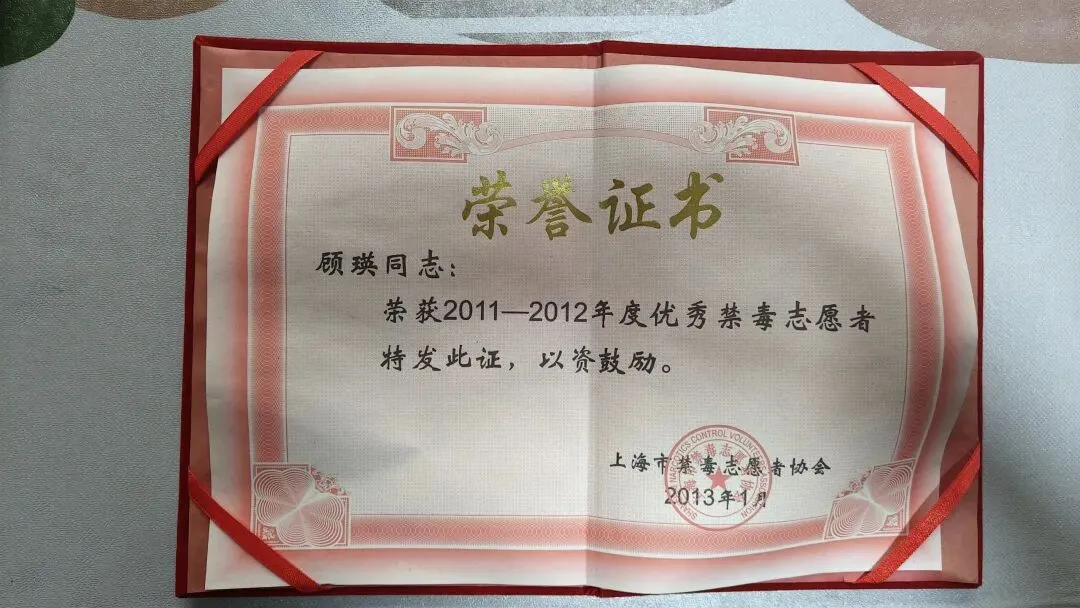 荣誉证书
顾瑛同志：
荣获2011—2012年度优秀禁毒志愿者
特发此证，以资鼓励。
上海市禁毒志愿者协会
2013年1月